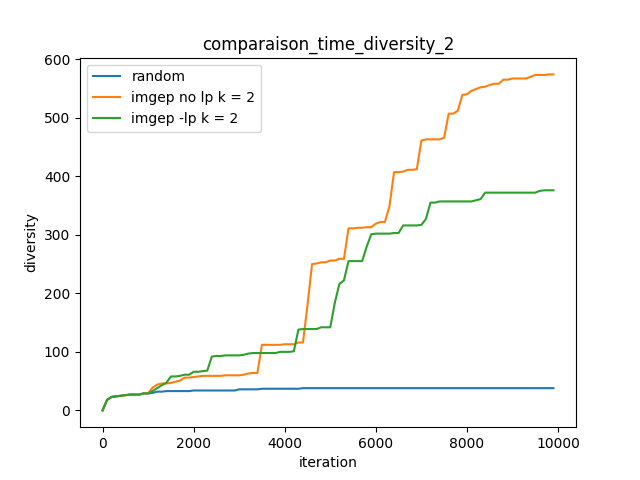 comparaison_time_diversity_2
random
imgep no lp k = 2
imgep -lp k = 2
600
500
400
300
200
100
0
diversity
0 2000 4000 6000 8000 10000
iteration